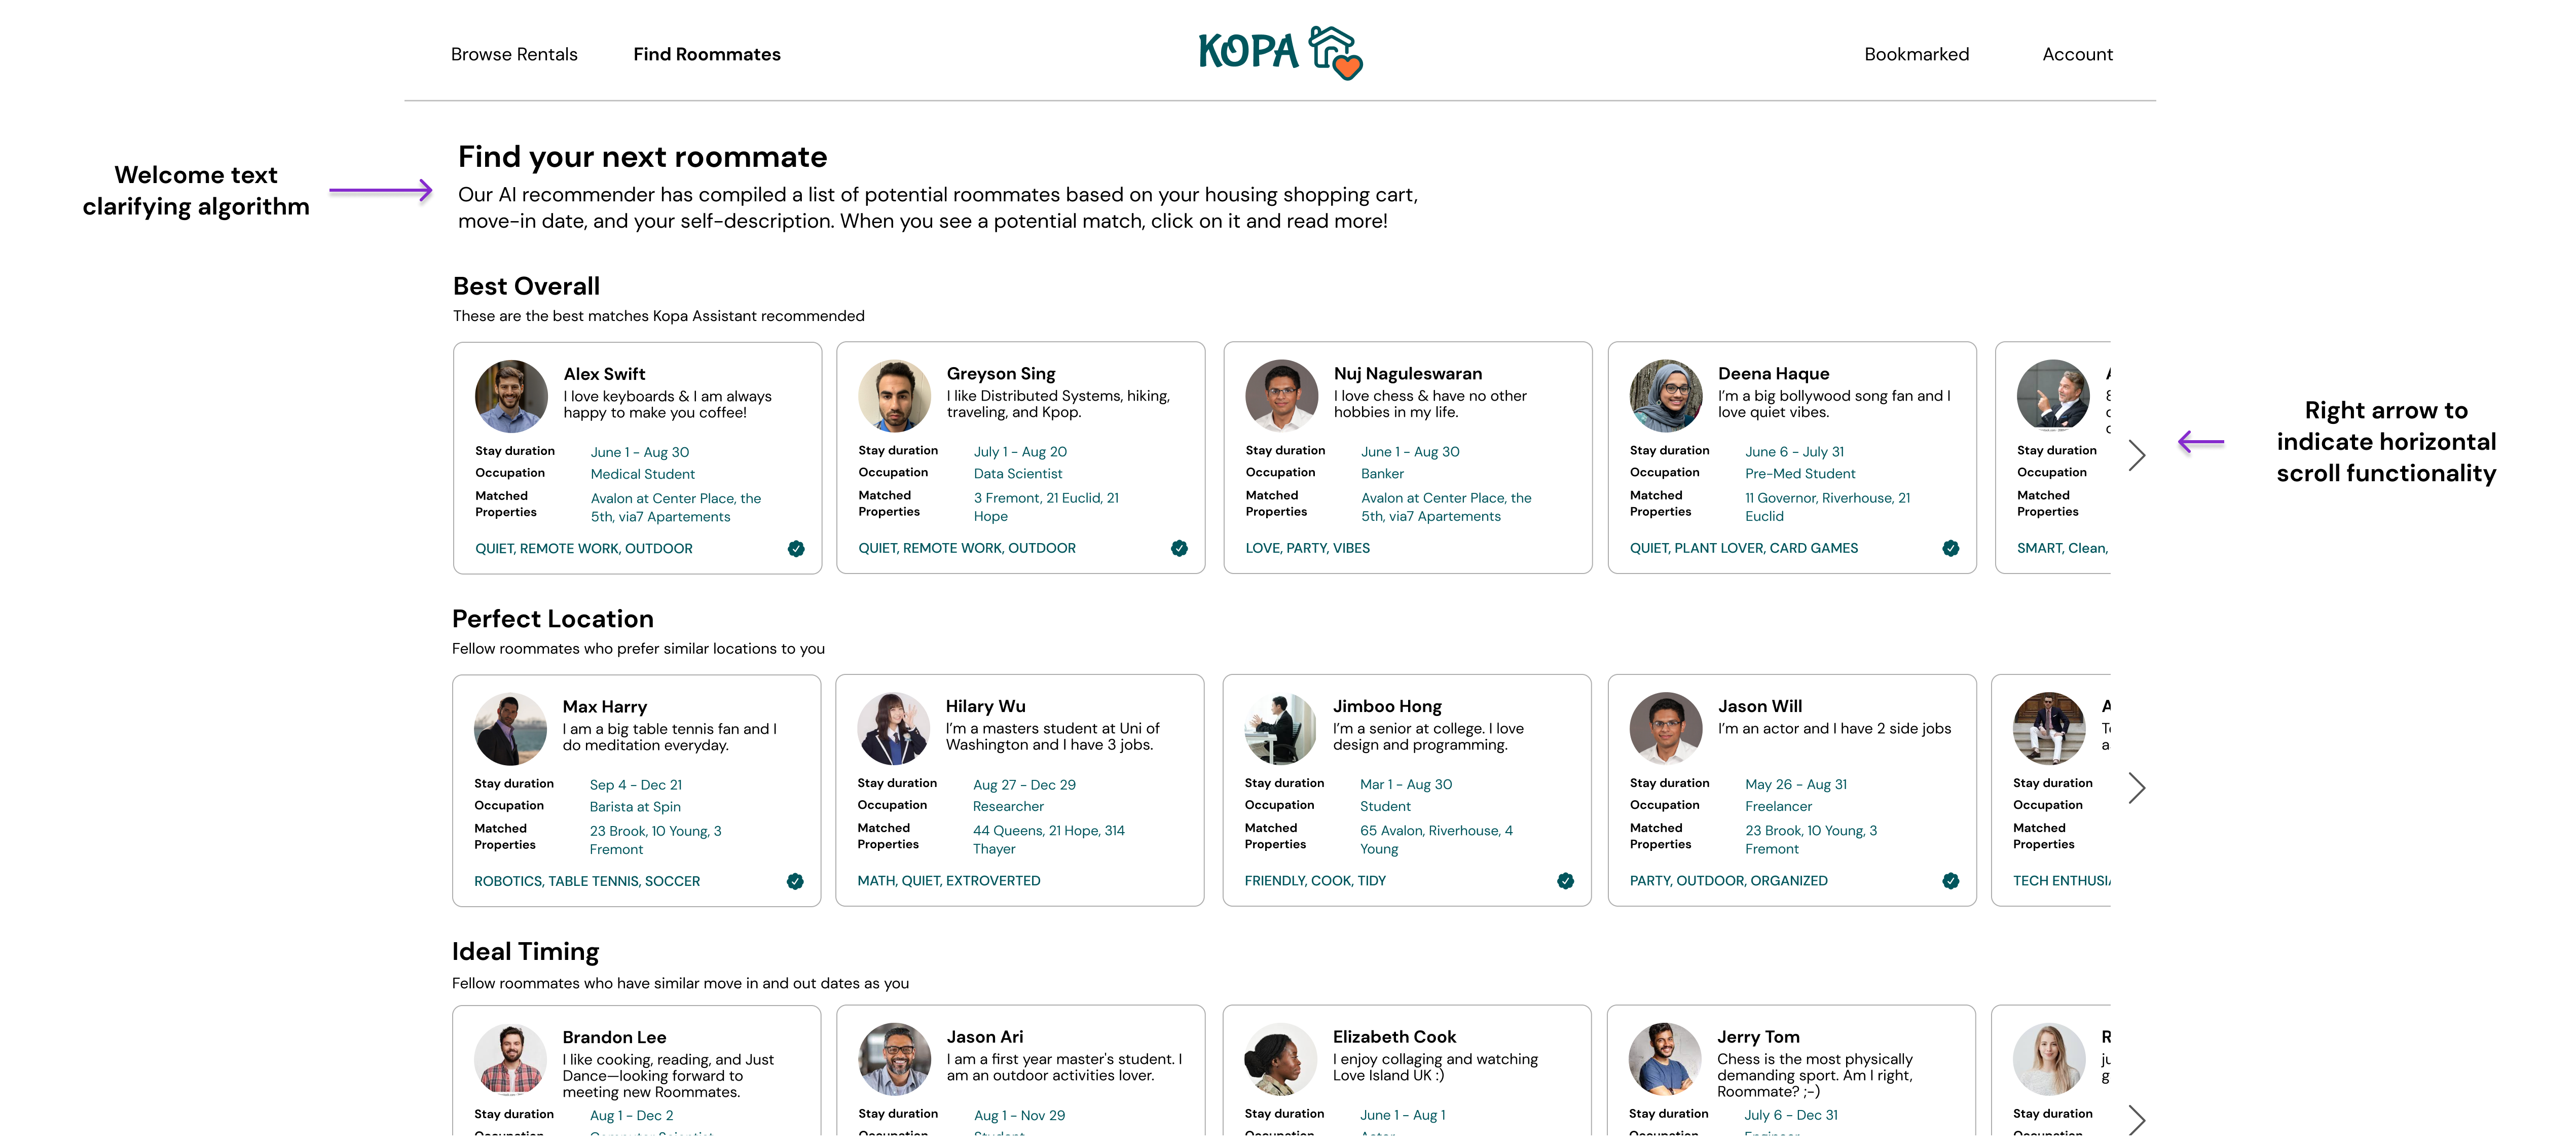 Browse Rentals
Find Roommates
KOPA
Bookmarked
Account
Welcome text
clarifying algorithm
Find your next roommate
Our AI recommender has compiled a list of potential roommates based on your housing shopping cart,
move-in date, and your self-description. When you see a potential match, click on it and read more!
Best Overall
These are the best matches Kopa Assistant recommended
Alex Swift
I love keyboards & I am always
happy to make you coffee!
Stay duration
June 1 - Aug 30
Occupation
Medical Student
Matched
Properties
Avalon at Center Place, the
5th, via7 Apartements
QUIET, REMOTE WORK, OUTDOOR
Greyson Sing
I like Distributed Systems, hiking,
traveling, and Kpop.
Stay duration
July 1 - Aug 20
Occupation
Data Scientist
Matched
Properties
3 Fremont, 21 Euclid, 21
Hope
QUIET, REMOTE WORK, OUTDOOR
Nuj Naguleswaran
I love chess & have no other
hobbies in my life.
Stay duration
June 1 - Aug 30
Occupation
Banker
Matched
Properties
Avalon at Center Place, the
5th, via7 Apartements
LOVE, PARTY, VIBES
Deena Haque
I'm a big bollywood song fan and I
love quiet vibes.
Stay duration
June 6 - July 31
Occupation
Pre-Med Student
Matched
Properties
11 Governor, Riverhouse, 21
Euclid
QUIET, PLANT LOVER, CARD GAMES
Stay duration
Occupation
Matched
Properties
SMART, Clean,
Right arrow to
indicate horizontal
scroll functionality
Perfect Location
Fellow roommates who prefer similar locations to you
Max Harry
I am a big table tennis fan and I
do meditation everyday.
Stay duration
Sep 4 - Dec 21
Occupation
Barista at Spin
Matched
Properties
23 Brook, 10 Young, 3
Fremont
ROBOTICS, TABLE TENNIS, SOCCER
Hilary Wu
I'm a masters student at Uni of
Washington and I have 3 jobs.
Stay duration
Aug 27 - Dec 29
Occupation
Researcher
Matched
Properties
44 Queens, 21 Hope, 314
Thayer
MATH, QUIET, EXTROVERTED
Jimboo Hong
I'm a senior at college. I love
design and programming.
Stay duration
Mar 1 - Aug 30
Occupation
Student
Matched
Properties
65 Avalon, Riverhouse, 4
Young
FRIENDLY, COOK, TIDY
Jason Will
I'm an actor and I have 2 side jobs
Stay duration
May 26 - Aug 31
Occupation
Freelancer
Matched
Properties
23 Brook, 10 Young, 3
Fremont
PARTY, OUTDOOR, ORGANIZED
Stay duration
Occupation
Matched
Properties
TECH
Ideal Timing
Fellow roommates who have similar move in and out dates as you
Brandon Lee
I like cooking, reading, and Just
Dance—looking forward to
meeting new Roommates.
Stay duration
Aug 1 - Dec 2
Jason Ari
I am a first year master's student. I
am an outdoor activities lover.
Stay duration
Aug 1 - Nov 29
Elizabeth Cook
I enjoy collaging and watching
Love Island UK :)
Stay duration
June 1 - Aug 1
Jerry Tom
Chess is the most physically
demanding sport. Am I right,
Roommate? ;-)
Stay duration
July 6 - Dec 31
Stay duration